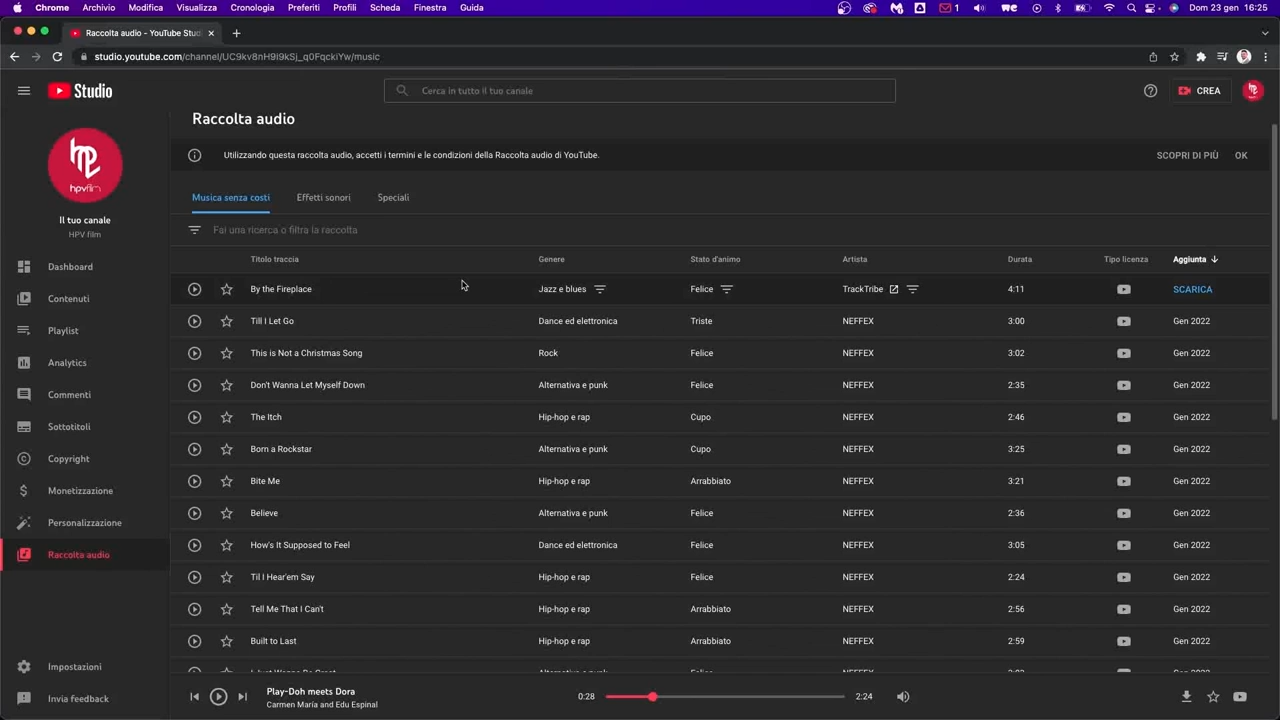 Chrome Archivio Modifica Visualizza Cronologia Preferiti Profili Scheda Finestra Guida 1 Dom 23 gen 16:25
Raccolta audio - YouTube Stud
studio.youtube.com/channel/UC9kv8nH9i9kSj_q0FqckiYw/music
Studio Cerca in tutto il tuo canale CREA
hpvfilm
Il tuo canale
HPV film
Dashboard
Contenuti
Playlist
Analytics
Commenti
Sottotitoli
Copyright
Monetizzazione
Personalizzazione
Raccolta audio
Impostazioni
Invia feedback
Raccolta audio
Utilizzando questa raccolta audio, accetti i termini e le condizioni della Raccolta audio di YouTube. SCOPRI DI PIÙ OK
Musica senza costi Effetti sonori Speciali
Fai una ricerca o filtra la raccolta
Titolo traccia Genere Stato d'animo Artista Durata Tipo licenza Aggiunta
By the Fireplace Jazz e blues Felice TrackTribe 4:11 SCARICA
Till I Let Go Dance ed elettronica Triste NEFFEX 3:00 Gen 2022
This is Not a Christmas Song Rock Felice NEFFEX 3:02 Gen 2022
Don't Wanna Let Myself Down Alternativa e punk Felice NEFFEX 2:35 Gen 2022
The Itch Hip-hop e rap Cupo NEFFEX 2:46 Gen 2022
Born a Rockstar Alternativa e punk Cupo NEFFEX 3:25 Gen 2022
Bite Me Hip-hop e rap Arrabbiato NEFFEX 3:21 Gen 2022
Believe Alternativa e punk Felice NEFFEX 2:36 Gen 2022
How's It Supposed to Feel Dance ed elettronica Felice NEFFEX 3:05 Gen 2022
Til I Hear'em Say Hip-hop e rap Felice NEFFEX 2:24 Gen 2022
Tell Me That I Can't Hip-hop e rap Arrabbiato NEFFEX 2:56 Gen 2022
Built to Last Hip-hop e rap Arrabbiato NEFFEX 2:59 Gen 2022
Play-Doh meets Dora
Carmen María and Edu Espinal
0:28 2:24